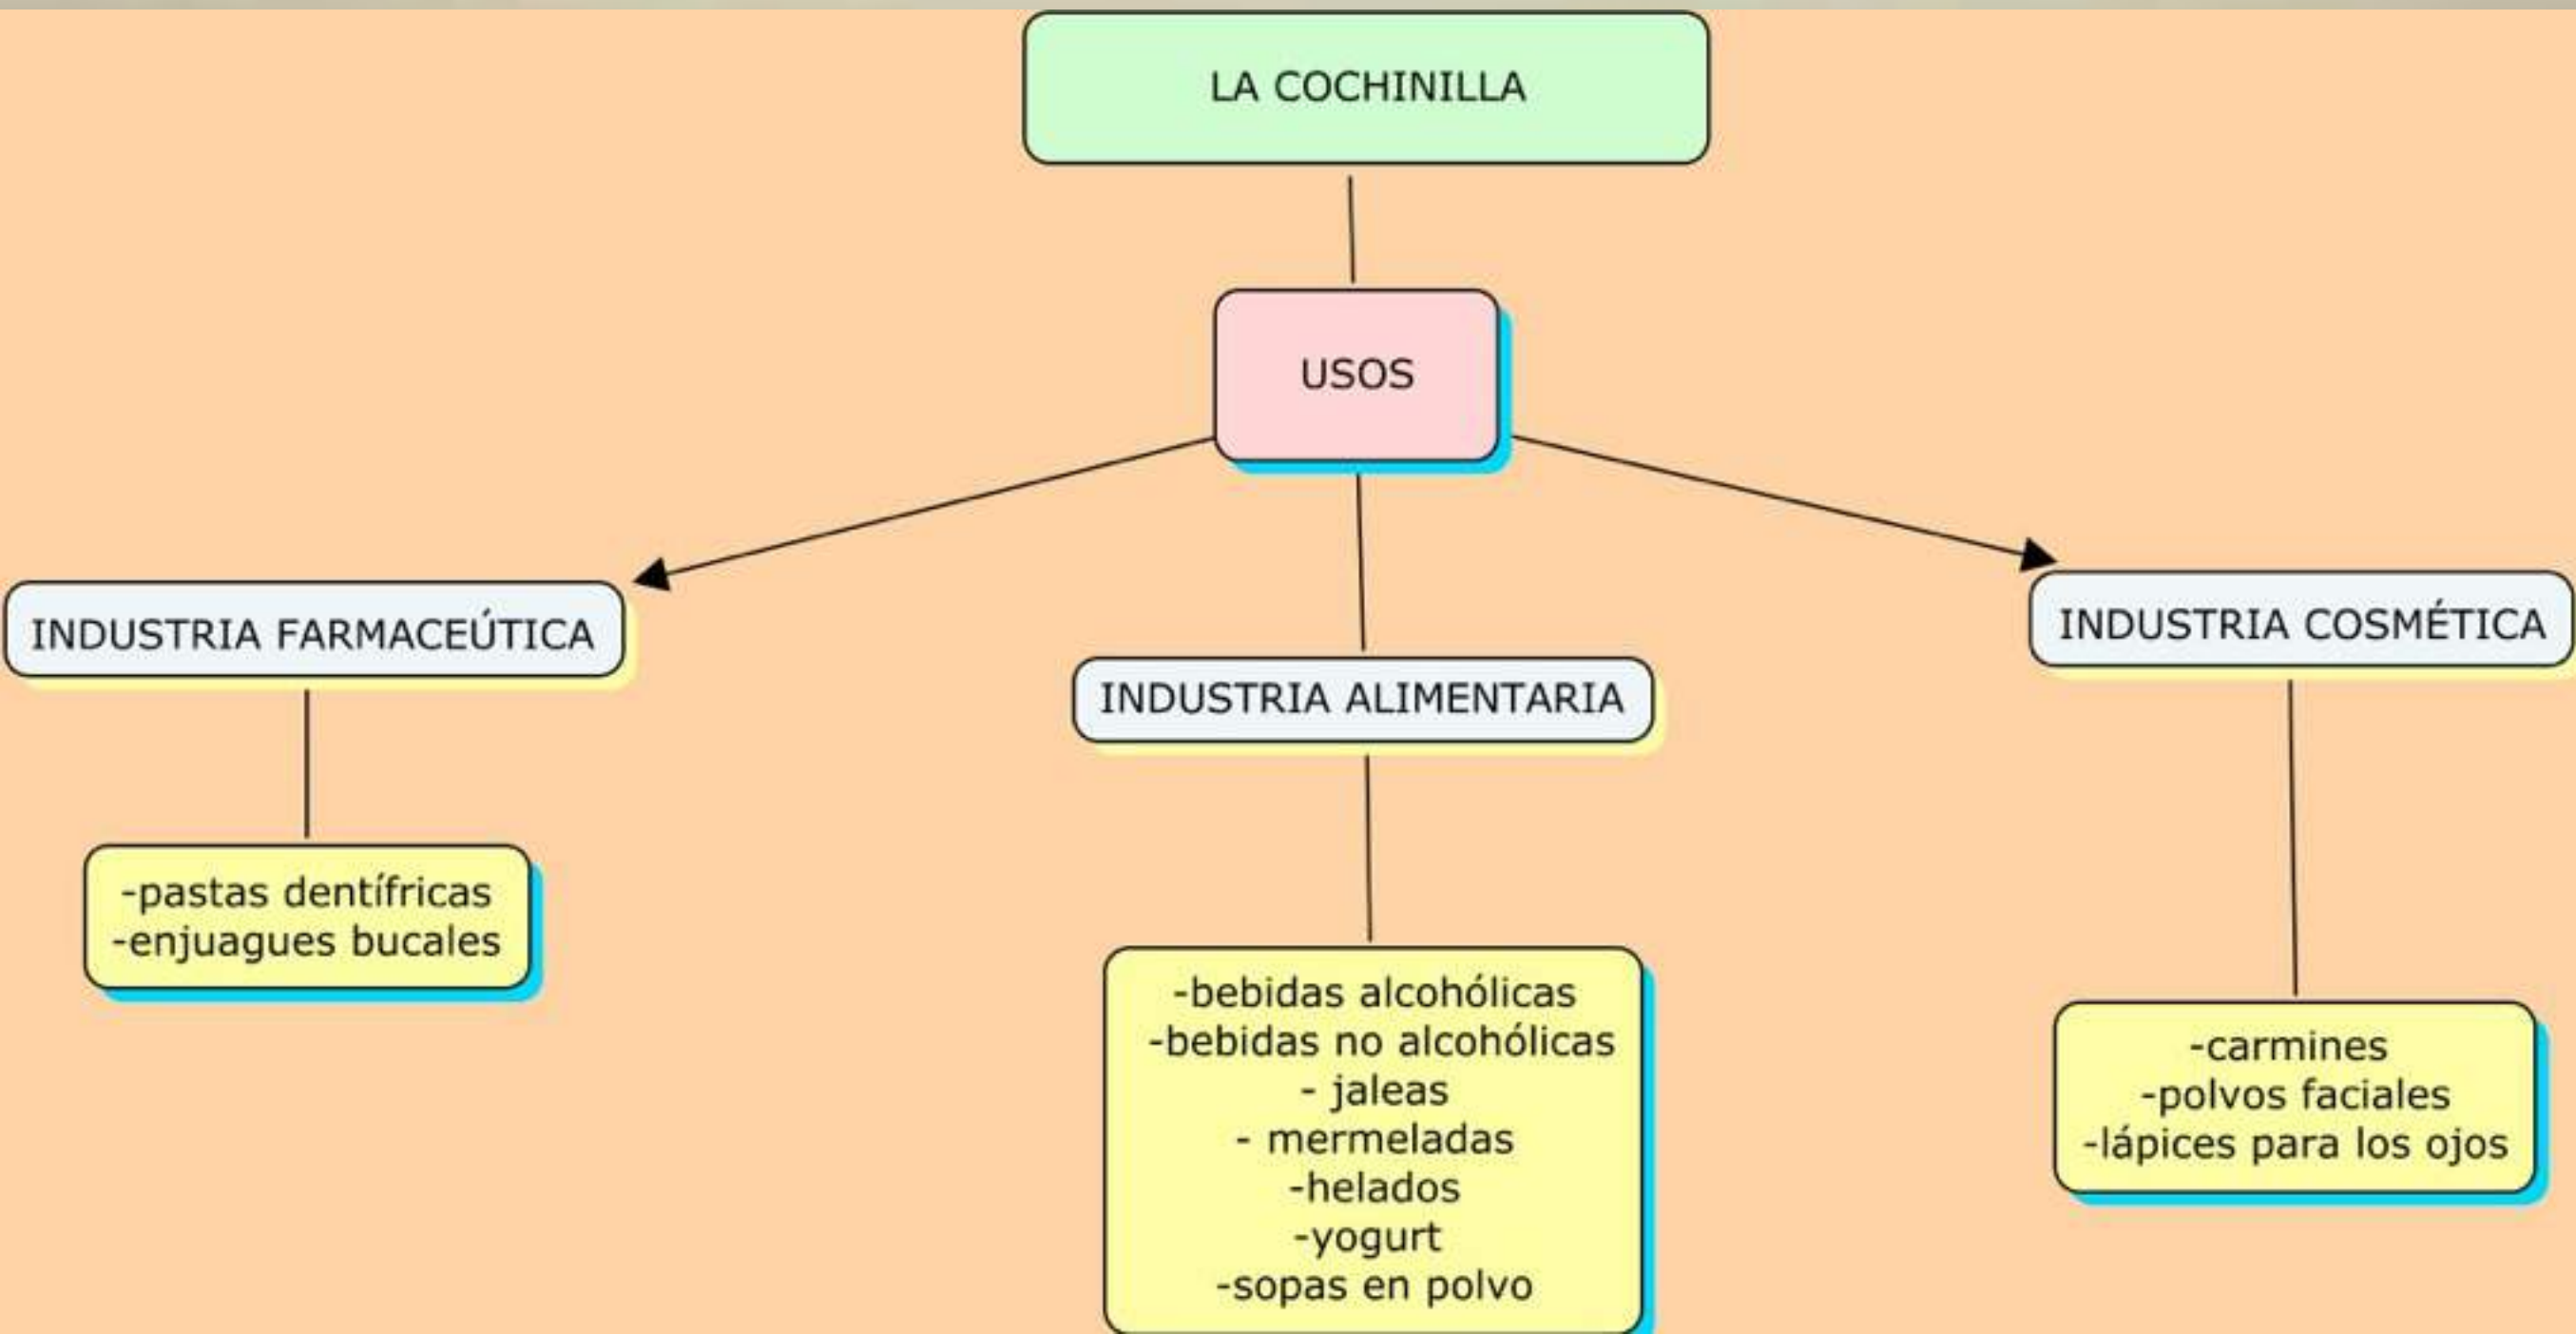 LA COCHINILLA
USOS
INDUSTRIA FARMACEÚTICA
-pastas dentífricas
-enjuagues bucales
INDUSTRIA ALIMENTARIA
-bebidas alcohólicas
-bebidas no alcohólicas
- jaleas
- mermeladas
-helados
-yogurt
-sopas en polvo
INDUSTRIA COSMÉTICA
-carmines
-polvos faciales
-lápices para los ojos